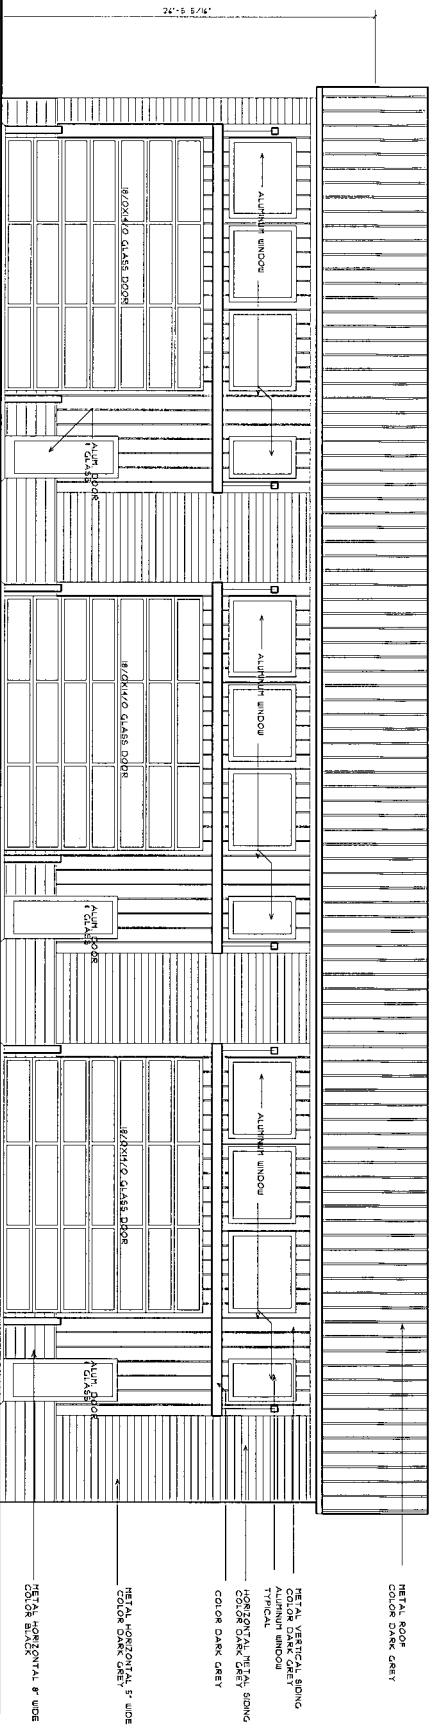 26'-5 5/16"
ALUMINUM WINDOW
18/0X14/0 GLASS DOOR
ALUM. DOOR
& GLASS
ALUMINUM WINDOW
18/0X14/0 GLASS DOOR
ALUM. DOOR
& GLASS
ALUMINUM WINDOW
18/0X14/0 GLASS DOOR
ALUM. DOOR
& GLASS
METAL ROOF
COLOR DARK GREY
METAL VERTICAL SIDING
COLOR DARK GREY
ALUMINUM WINDOW
TYPICAL
HORIZONTAL METAL SIDING
COLOR DARK GREY
COLOR DARK GREY
METAL HORIZONTAL 5" WIDE
COLOR DARK GREY
METAL HORIZONTAL 8" WIDE
COLOR BLACK